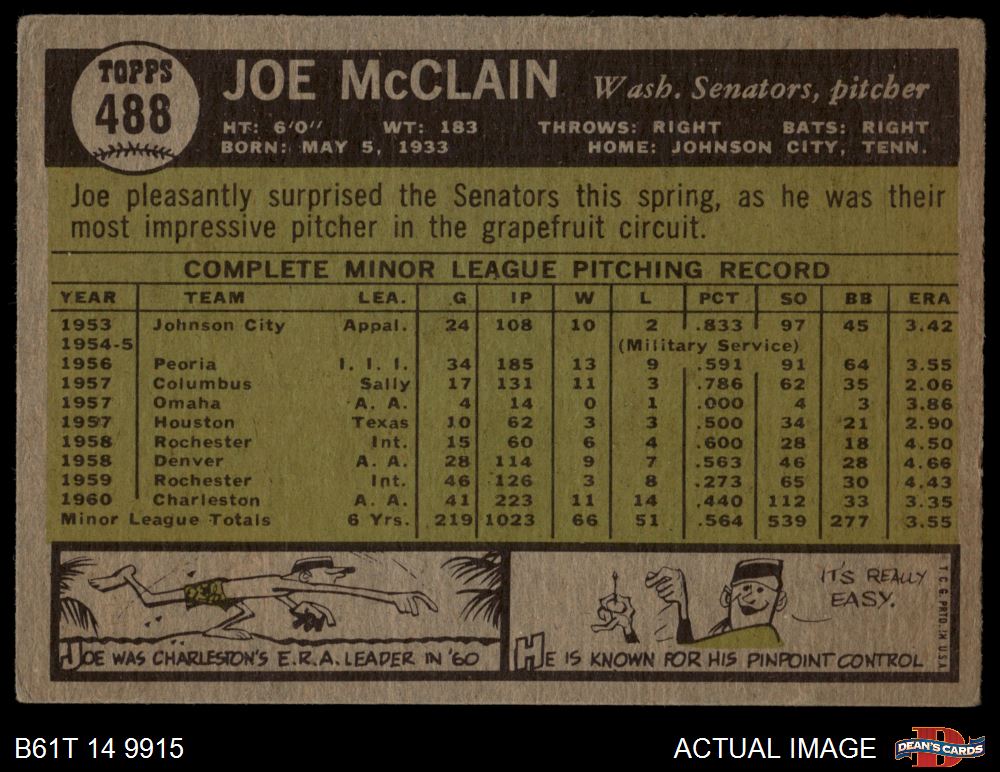 TOPPS
488
JOE McCLAIN Wash. Senators, pitcher
HT: 6'0" WT: 183 THROWS: RIGHT BATS: RIGHT
BORN: MAY 5, 1933 HOME: JOHNSON CITY, TENN.
Joe pleasantly surprised the Senators this spring, as he was their
most impressive pitcher in the grapefruit circuit.
COMPLETE MINOR LEAGUE PITCHING RECORD
YEAR TEAM LEA. G IP W L PCT SO BB ERA
1953 Johnson City Appal. 24 108 10 2 .833 97 45 3.42
1954-5 (Military Service)
1956 Peoria I. I. I. 34 185 13 9 .591 91 64 3.55
1957 Columbus Sally 17 131 11 3 .786 62 35 2.06
1957 Omaha A. A. 4 14 0 1 .000 4 3 3.86
1957 Houston Texas 10 62 3 3 .500 34 21 2.90
1958 Rochester Int. 15 60 6 4 .600 28 18 4.50
1958 Denver A. A. 28 114 9 7 .563 46 28 4.66
1959 Rochester Int. 46 126 3 8 .273 65 30 4.43
1960 Charleston A. A. 41 223 11 14 .440 112 33 3.35
Minor League Totals 6 Yrs. 219 1023 66 51 .564 539 277 3.55
JOE WAS CHARLESTON'S E.R.A. LEADER IN '60
IT'S REALLY
EASY.
HE IS KNOWN FOR HIS PINPOINT CONTROL
T. C. G. PRTD. IN U.S.A.
B61T 14 9915
ACTUAL IMAGE
D
DEAN'S CARDS
.COM